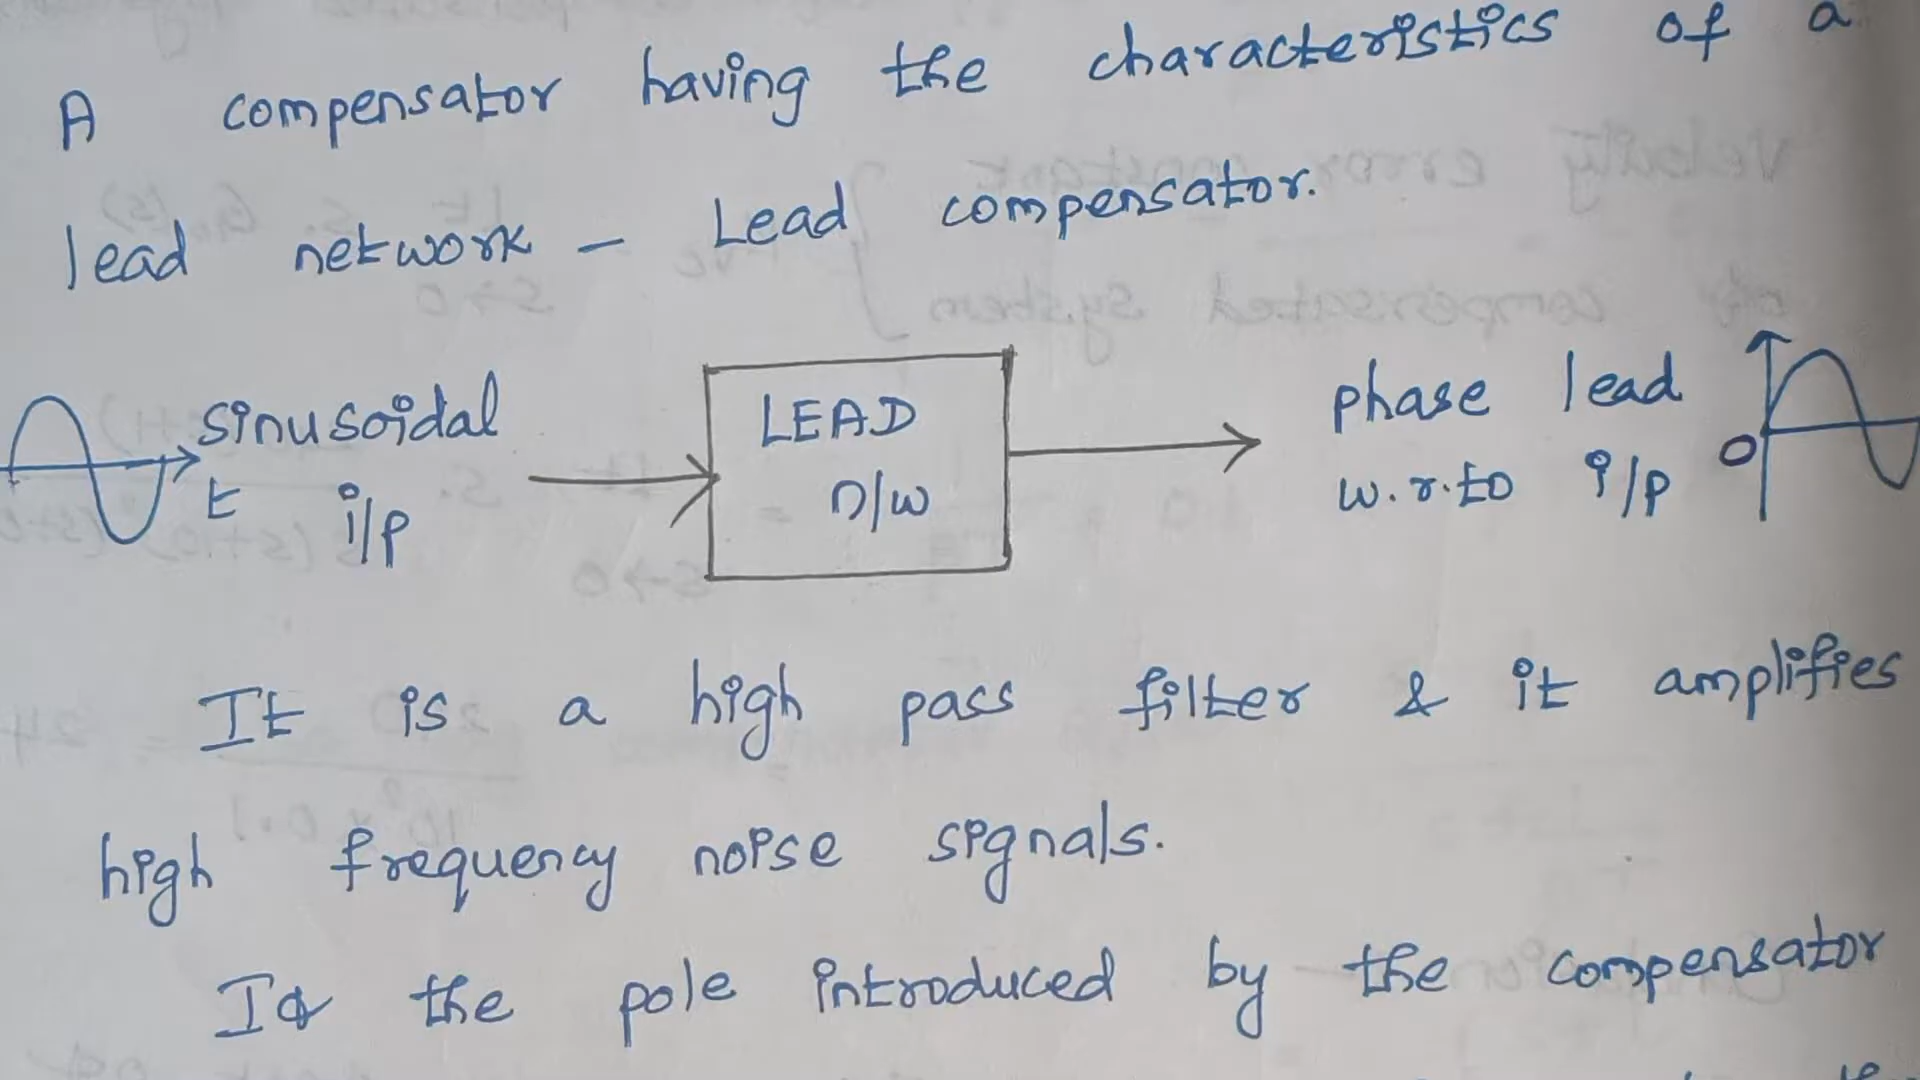 A compensator having the characteristics of a
lead network - Lead compensator.
sinusoidal
t i/p
LEAD
n/w
phase lead
w.r.to i/p
0
It is a high pass filter & it amplifies
high frequency noise signals.
If the pole introduced by the compensator